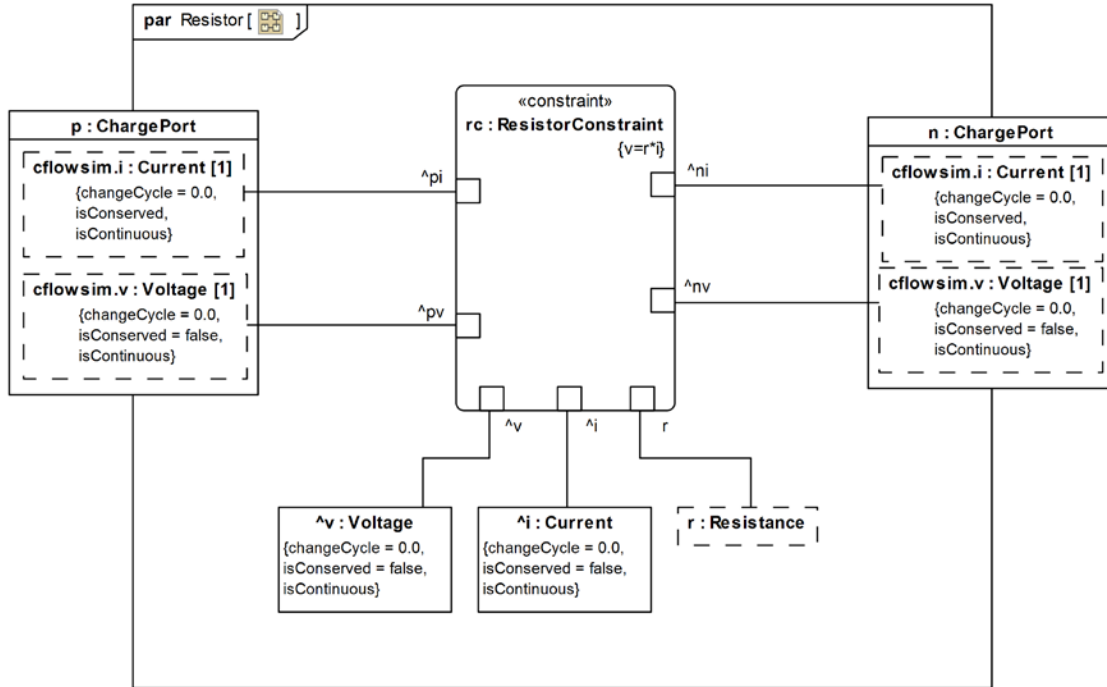 par Resistor [ ]
p : ChargePort
cflowsim.i : Current [1]
{changeCycle = 0.0,
isConserved,
isContinuous}
cflowsim.v : Voltage [1]
{changeCycle = 0.0,
isConserved = false,
isContinuous}
«constraint»
rc : ResistorConstraint
{v=r*i}
^pi
^pv
^ni
^nv
^v
^i
r
n : ChargePort
cflowsim.i : Current [1]
{changeCycle = 0.0,
isConserved,
isContinuous}
cflowsim.v : Voltage [1]
{changeCycle = 0.0,
isConserved = false,
isContinuous}
^v : Voltage
{changeCycle = 0.0,
isConserved = false,
isContinuous}
^i : Current
{changeCycle = 0.0,
isConserved = false,
isContinuous}
r : Resistance